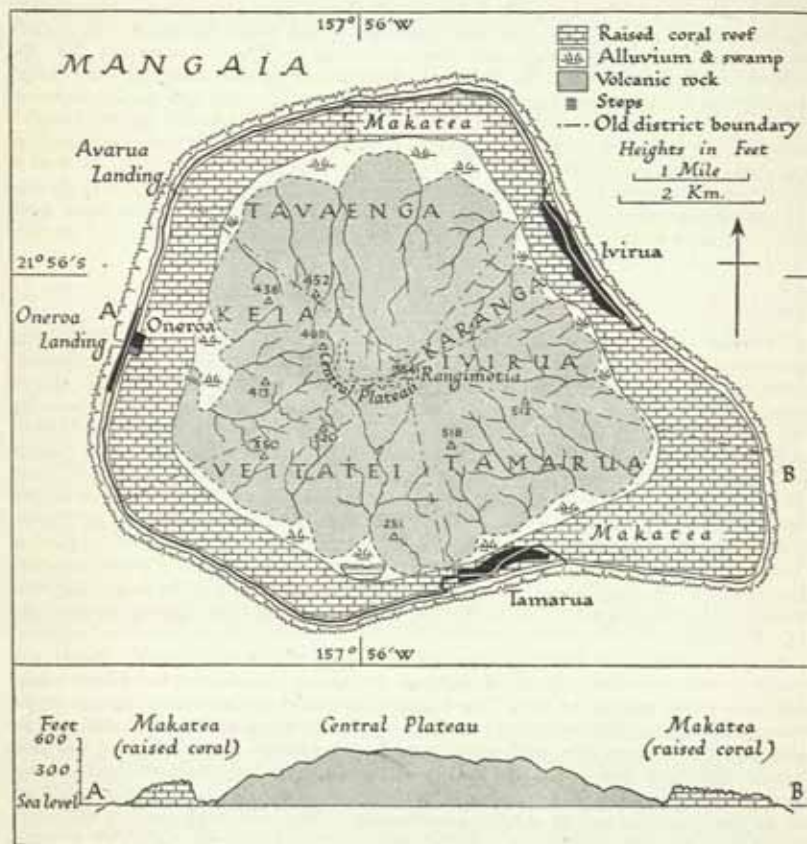 157° 56'W
MANGAIA
Raised coral reef
Alluvium & swamp
Volcanic rock
Steps
Old district boundary
Heights in Feet
1 Mile
2 Km.
Makatea
Avarua
Landing
TAVAENGA
Ivirua
21° 56'S
436
452
A
Oneroa
Landing
Oneroa
KEIA
KARANGA
IVIRUA
Central Plateau
Rangimotia
413
512
518
VEITATEI
TAMARUA
B
251
Makatea
Tamarua
157° 56'W
Feet
600
300
Sea level
A
Makatea
(raised coral)
Central Plateau
Makatea
(raised coral)
B